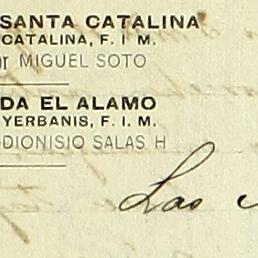 SANTA CATALINA
CATALINA, F. I M.
MIGUEL SOTO
DA EL ALAMO
YERBANIS, F. I. M.
DIONISIO SALAS H
Las